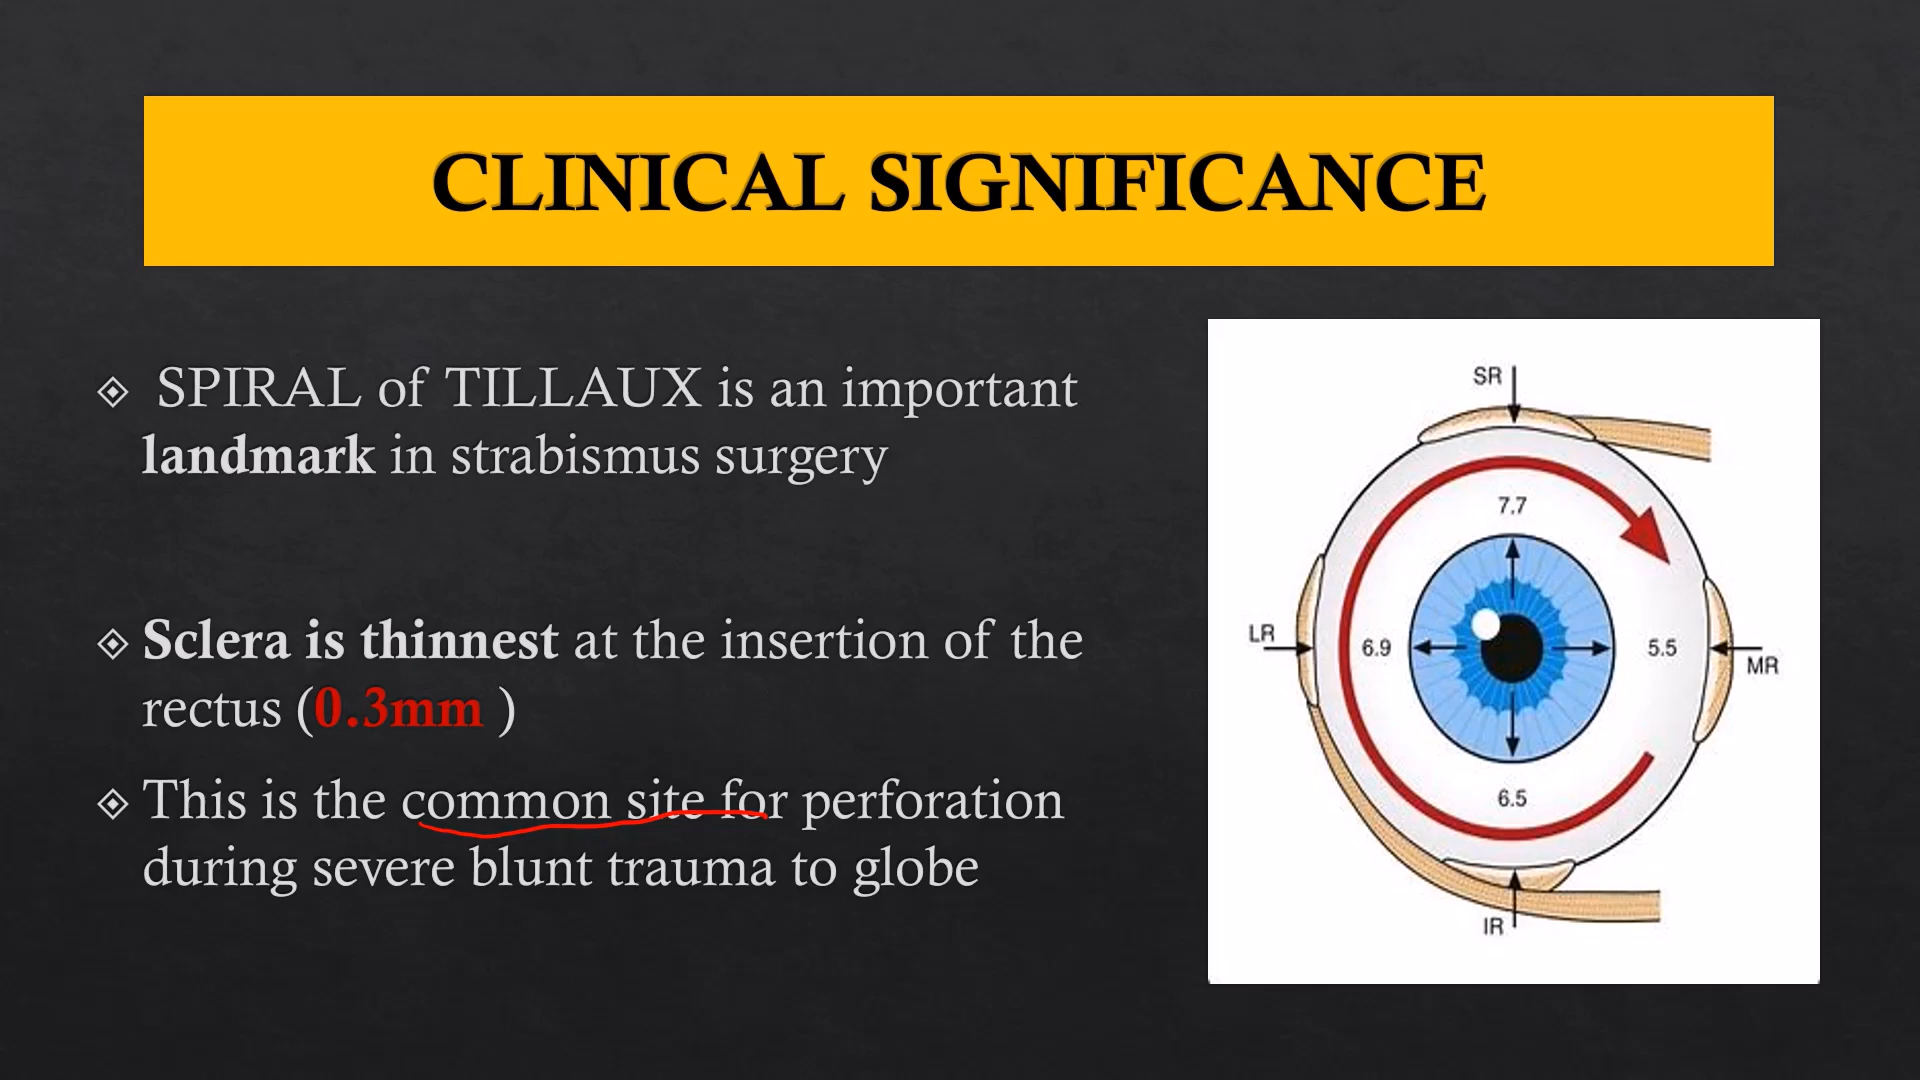 CLINICAL SIGNIFICANCE
SPIRAL of TILLAUX is an important
landmark in strabismus surgery
Sclera is thinnest at the insertion of the
rectus (0.3mm )
This is the common site for perforation
during severe blunt trauma to globe
SR
7.7
LR
6.9
5.5
MR
6.5
IR